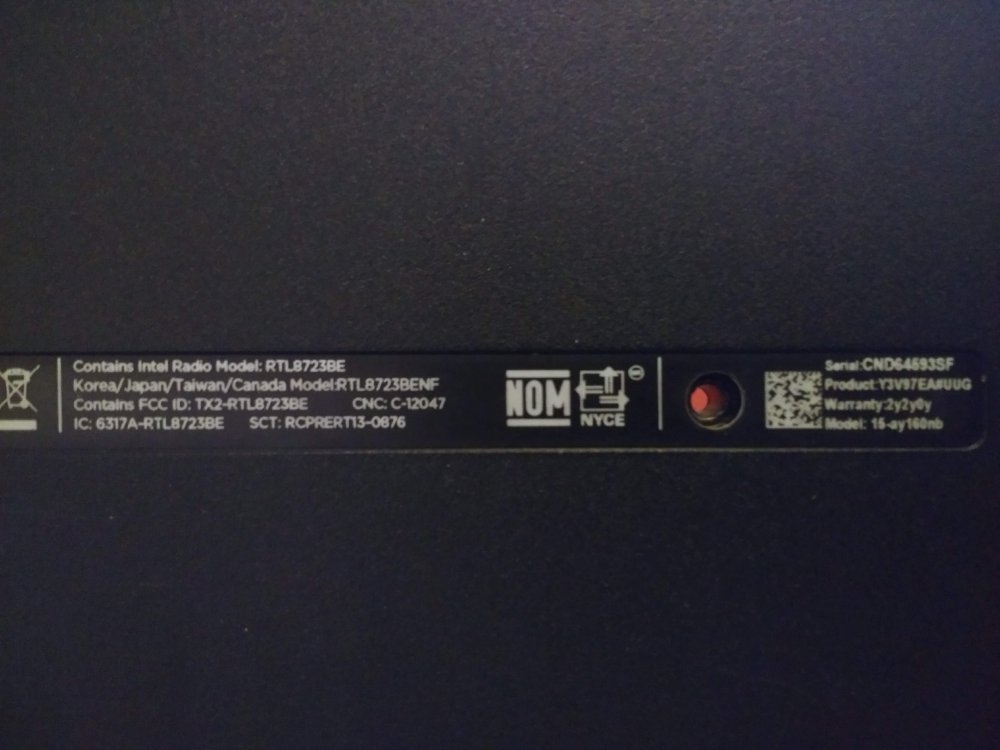 Contains Intel Radio Model: RTL8723BE
Korea/Japan/Taiwan/Canada Model:RTL8723BENF
Contains FCC ID: TX2-RTL8723BE CNC: C-12047
IC: 6317A-RTL8723BE SCT: RCPRERT13-0876
NOM
NYCE
Serial:CND64593SF
Product:Y3V97EA#UUG
Warranty:2y2y0y
Model: 15-ay160nb